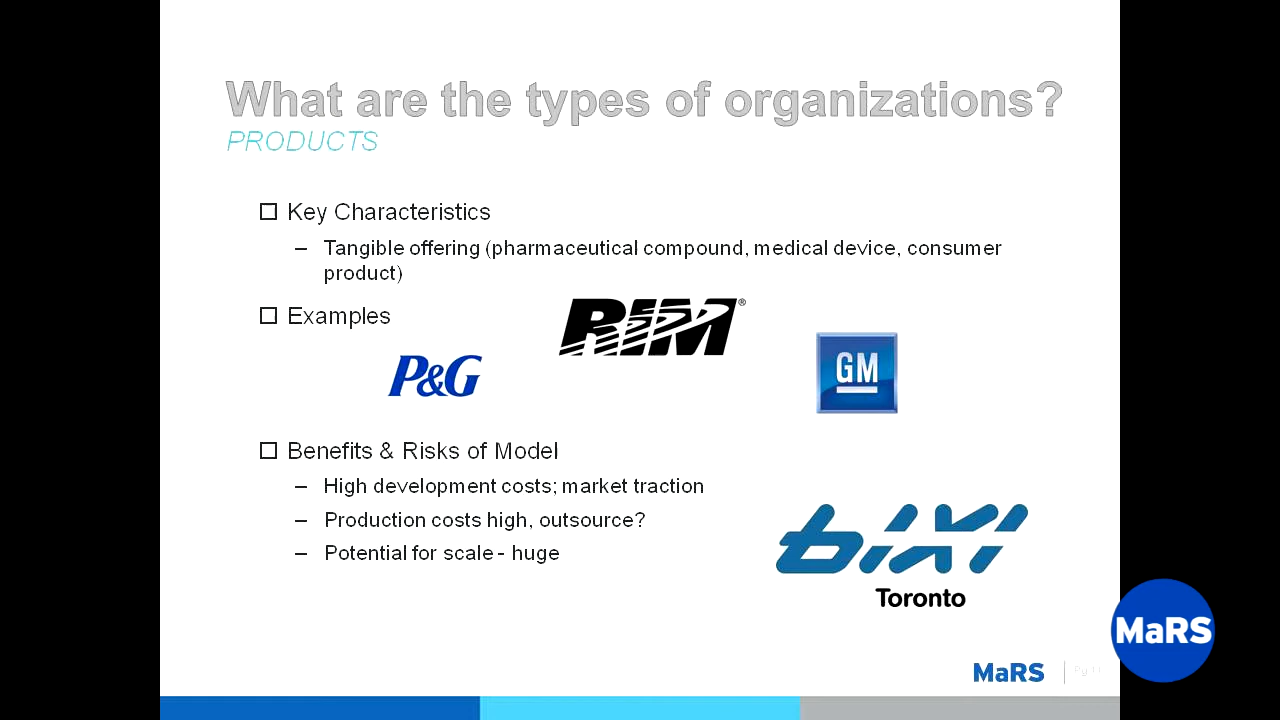 What are the types of organizations?
PRODUCTS
Key Characteristics
– Tangible offering (pharmaceutical compound, medical device, consumer
product)
Examples
RIM®
P&G
GM
Benefits & Risks of Model
– High development costs; market traction
– Production costs high, outsource?
– Potential for scale - huge
bixi
Toronto
MaRS
MaRS